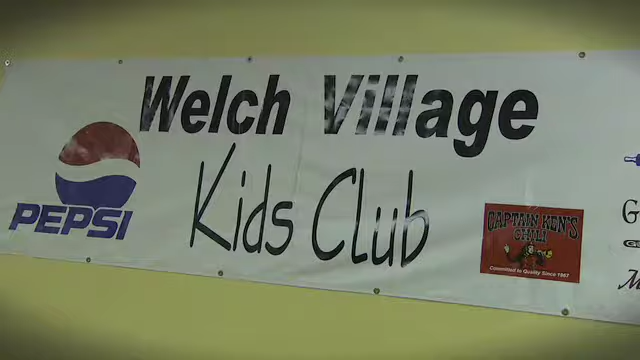 Welch Village
Kids Club
PEPSI
CAPTAIN KEN'S
CHILI
Committed to Quality Since 1967